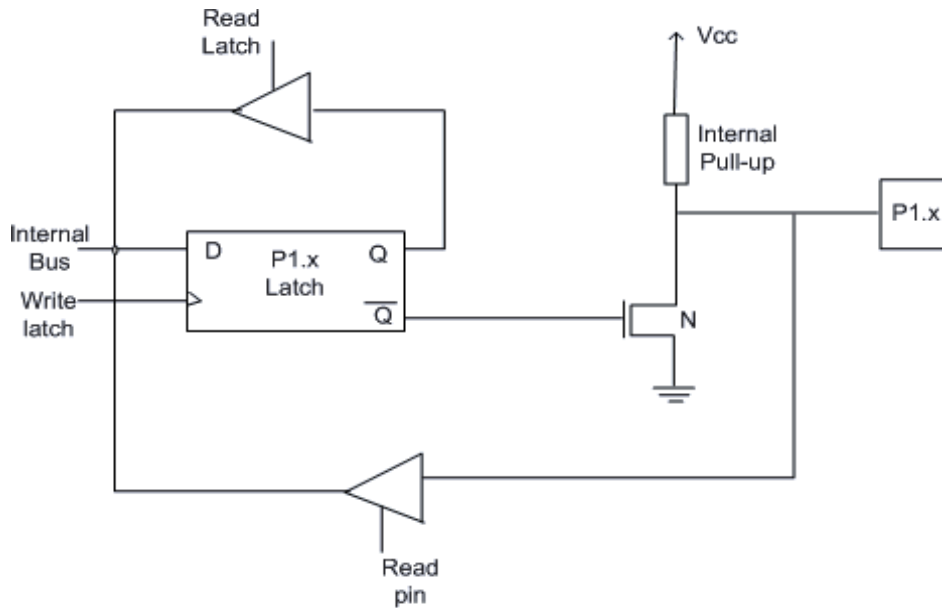 Read
Latch
Vcc
Internal
Pull-up
P1.x
Internal
Bus
D
P1.x
Latch
Q
Write
latch
Q
N
Read
pin